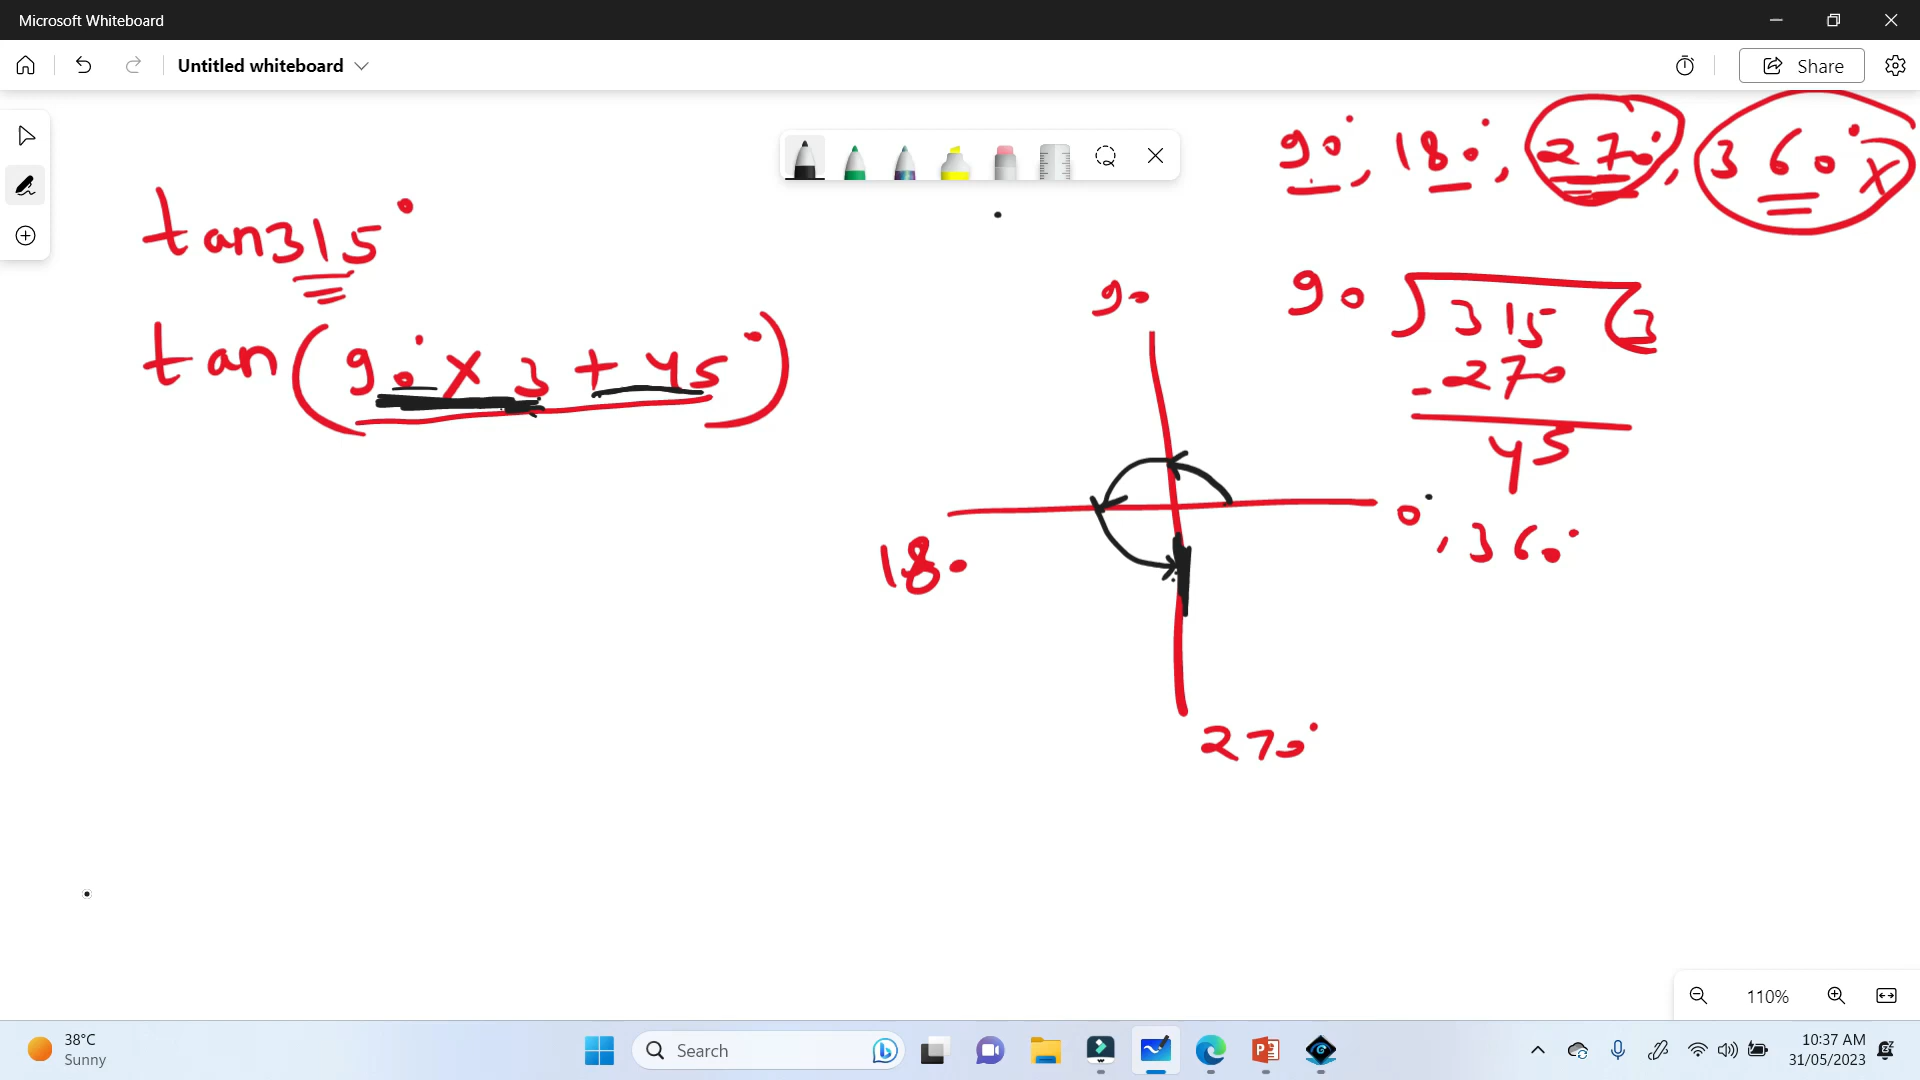 Microsoft Whiteboard
Untitled whiteboard
Share
90°, 180°, 270°, 360° x
tan315°
tan(90° x 3 + 45°)
90
90 ) 315 ( 3
- 270
45
0°, 360°
180
270°
110%
38°C
Sunny
Search
10:37 AM
31/05/2023